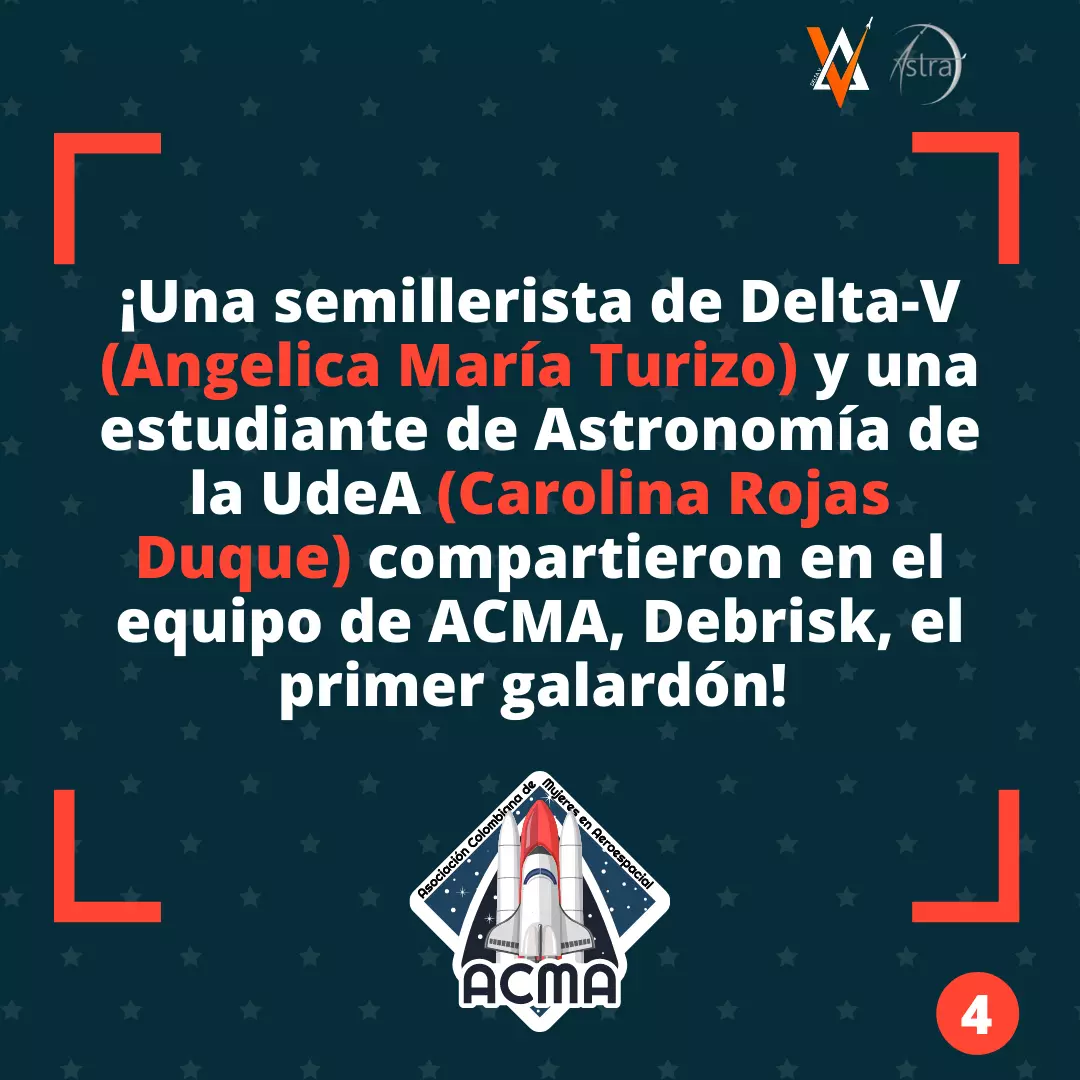 Astra
¡Una semillerista de Delta-V
(Angelica María Turizo) y una
estudiante de Astronomía de
la UdeA (Carolina Rojas
Duque) compartieron en el
equipo de ACMA, Debrisk, el
primer galardón!
Asociación Colombiana de Mujeres en Aeroespacial
ACMA
4